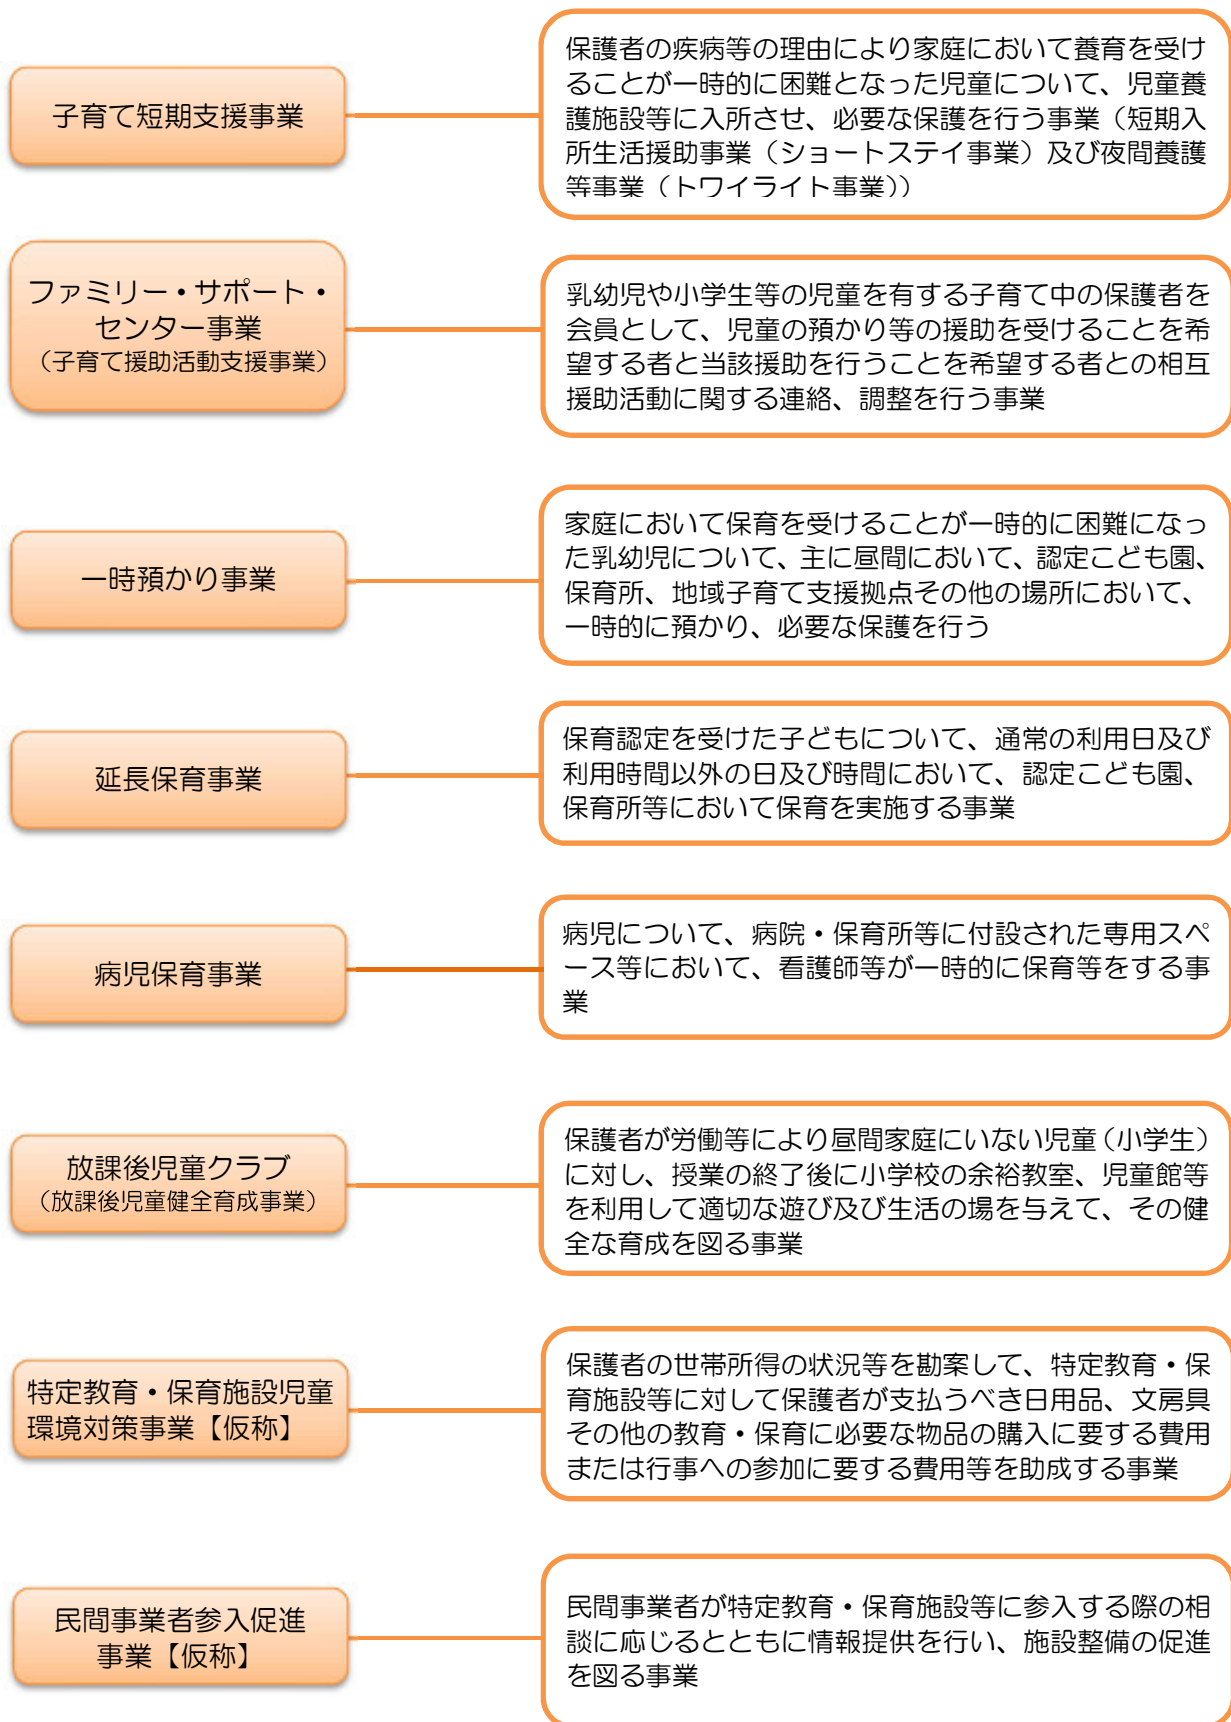 子育て短期支援事業
保護者の疾病等の理由により家庭において養育を受け
ることが一時的に困難となった児童について、児童養
護施設等に入所させ、必要な保護を行う事業（短期入
所生活援助事業（ショートステイ事業）及び夜間養護
等事業（トワイライト事業））
ファミリー・サポート・
センター事業
（子育て援助活動支援事業）
乳幼児や小学生等の児童を有する子育て中の保護者を
会員として、児童の預かり等の援助を受けることを希
望する者と当該援助を行うことを希望する者との相互
援助活動に関する連絡、調整を行う事業
一時預かり事業
家庭において保育を受けることが一時的に困難になっ
た乳幼児について、主に昼間において、認定こども園、
保育所、地域子育て支援拠点その他の場所において、
一時的に預かり、必要な保護を行う
延長保育事業
保育認定を受けた子どもについて、通常の利用日及び
利用時間以外の日及び時間において、認定こども園、
保育所等において保育を実施する事業
病児保育事業
病児について、病院・保育所等に付設された専用スペ
ース等において、看護師等が一時的に保育等をする事
業
放課後児童クラブ
（放課後児童健全育成事業）
保護者が労働等により昼間家庭にいない児童（小学生）
に対し、授業の終了後に小学校の余裕教室、児童館等
を利用して適切な遊び及び生活の場を与えて、その健
全な育成を図る事業
特定教育・保育施設児童
環境対策事業【仮称】
保護者の世帯所得の状況等を勘案して、特定教育・保
育施設等に対して保護者が支払うべき日用品、文房具
その他の教育・保育に必要な物品の購入に要する費用
または行事への参加に要する費用等を助成する事業
民間事業者参入促進
事業【仮称】
民間事業者が特定教育・保育施設等に参入する際の相
談に応じるとともに情報提供を行い、施設整備の促進
を図る事業